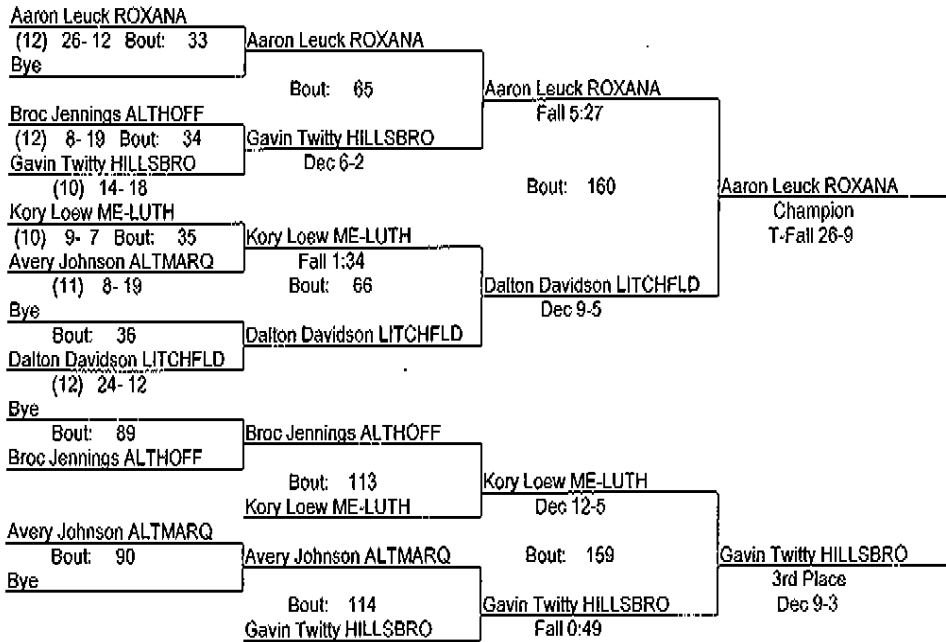 Aaron Leuck ROXANA
(12) 26- 12 Bout: 33
Bye
Aaron Leuck ROXANA
Bout: 65
Broc Jennings ALTHOFF
(12) 8- 19 Bout: 34
Gavin Twitty HILLSBRO
(10) 14- 18
Gavin Twitty HILLSBRO
Dec 6-2
Aaron Leuck ROXANA
Fall 5:27
Bout: 160
Kory Loew ME-LUTH
(10) 9- 7 Bout: 35
Avery Johnson ALTMARQ
(11) 8- 19
Kory Loew ME-LUTH
Fall 1:34
Bout: 66
Bye
Bout: 36
Dalton Davidson LITCHFLD
(12) 24- 12
Dalton Davidson LITCHFLD
Dalton Davidson LITCHFLD
Dec 9-5
Aaron Leuck ROXANA
Champion
T-Fall 26-9
Bye
Bout: 89
Broc Jennings ALTHOFF
Broc Jennings ALTHOFF
Bout: 113
Kory Loew ME-LUTH
Kory Loew ME-LUTH
Dec 12-5
Bout: 159
Avery Johnson ALTMARQ
Bout: 90
Bye
Avery Johnson ALTMARQ
Bout: 114
Gavin Twitty HILLSBRO
Gavin Twitty HILLSBRO
Fall 0:49
Gavin Twitty HILLSBRO
3rd Place
Dec 9-3